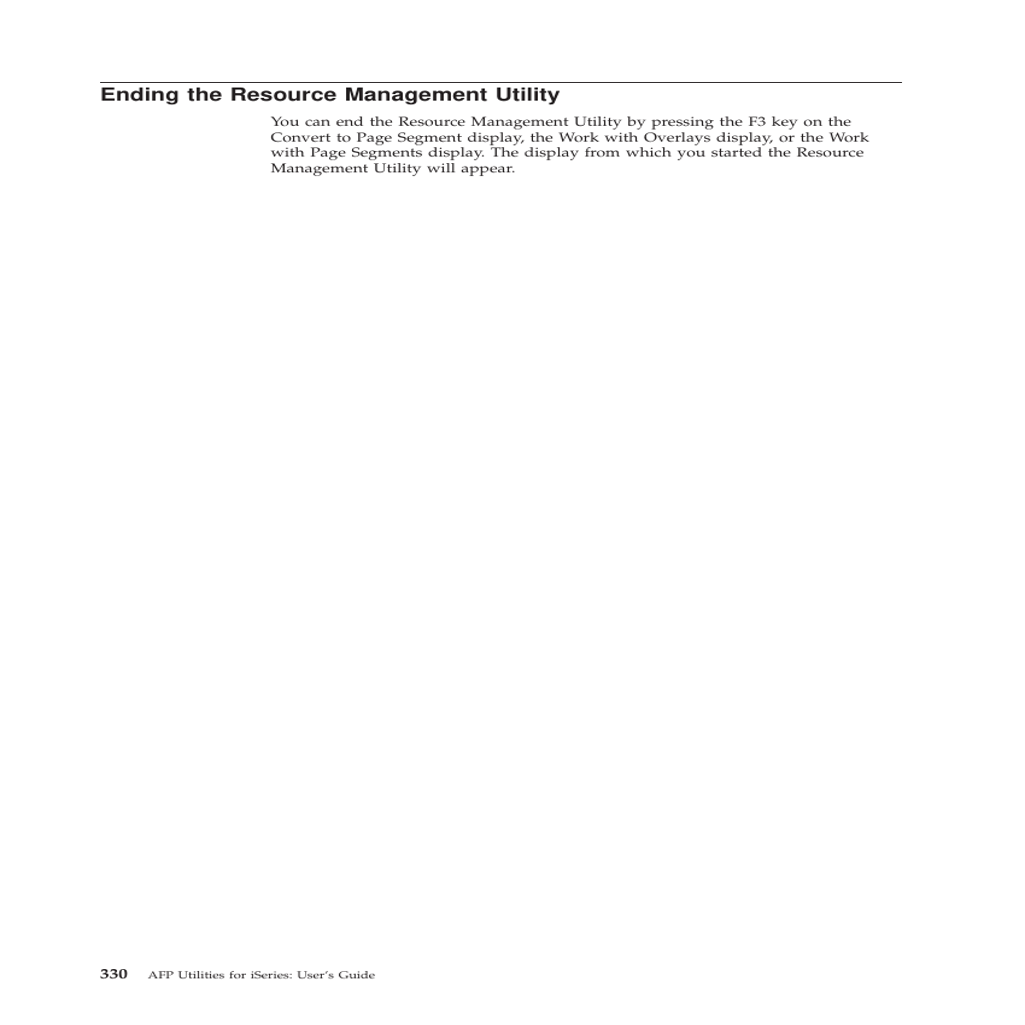 Ending the Resource Management Utility
You can end the Resource Management Utility by pressing the F3 key on the
Convert to Page Segment display, the Work with Overlays display, or the Work
with Page Segments display. The display from which you started the Resource
Management Utility will appear.
330 AFP Utilities for iSeries: User’s Guide